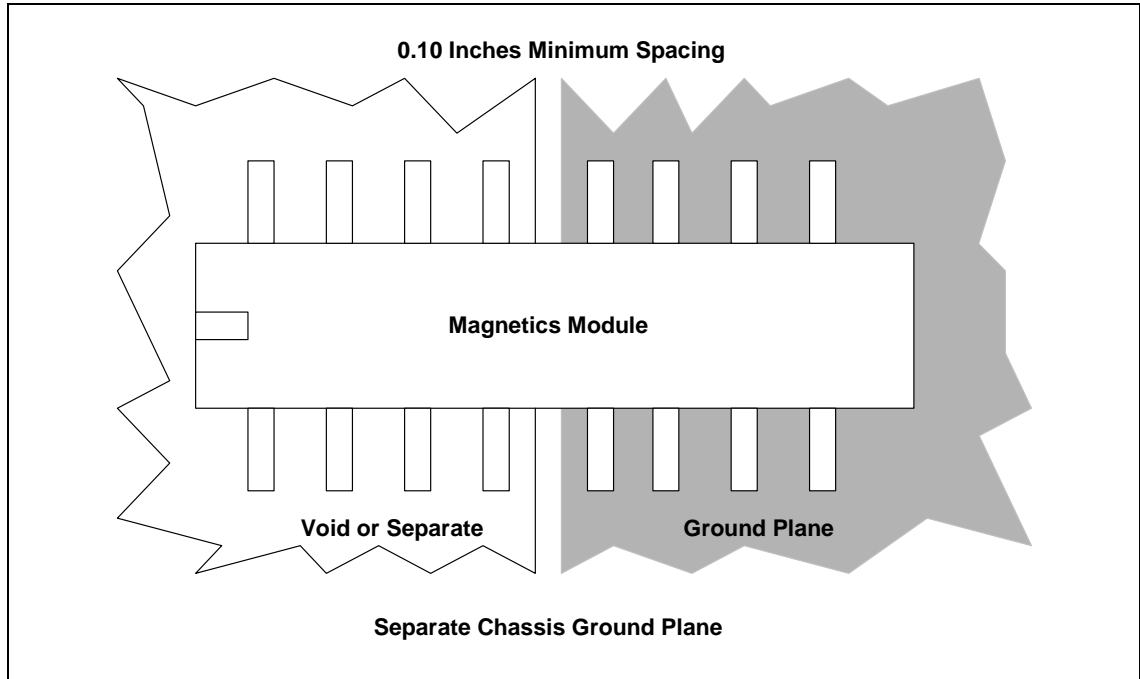 0.10 Inches Minimum Spacing
Magnetics Module
Void or Separate
Ground Plane
Separate Chassis Ground Plane